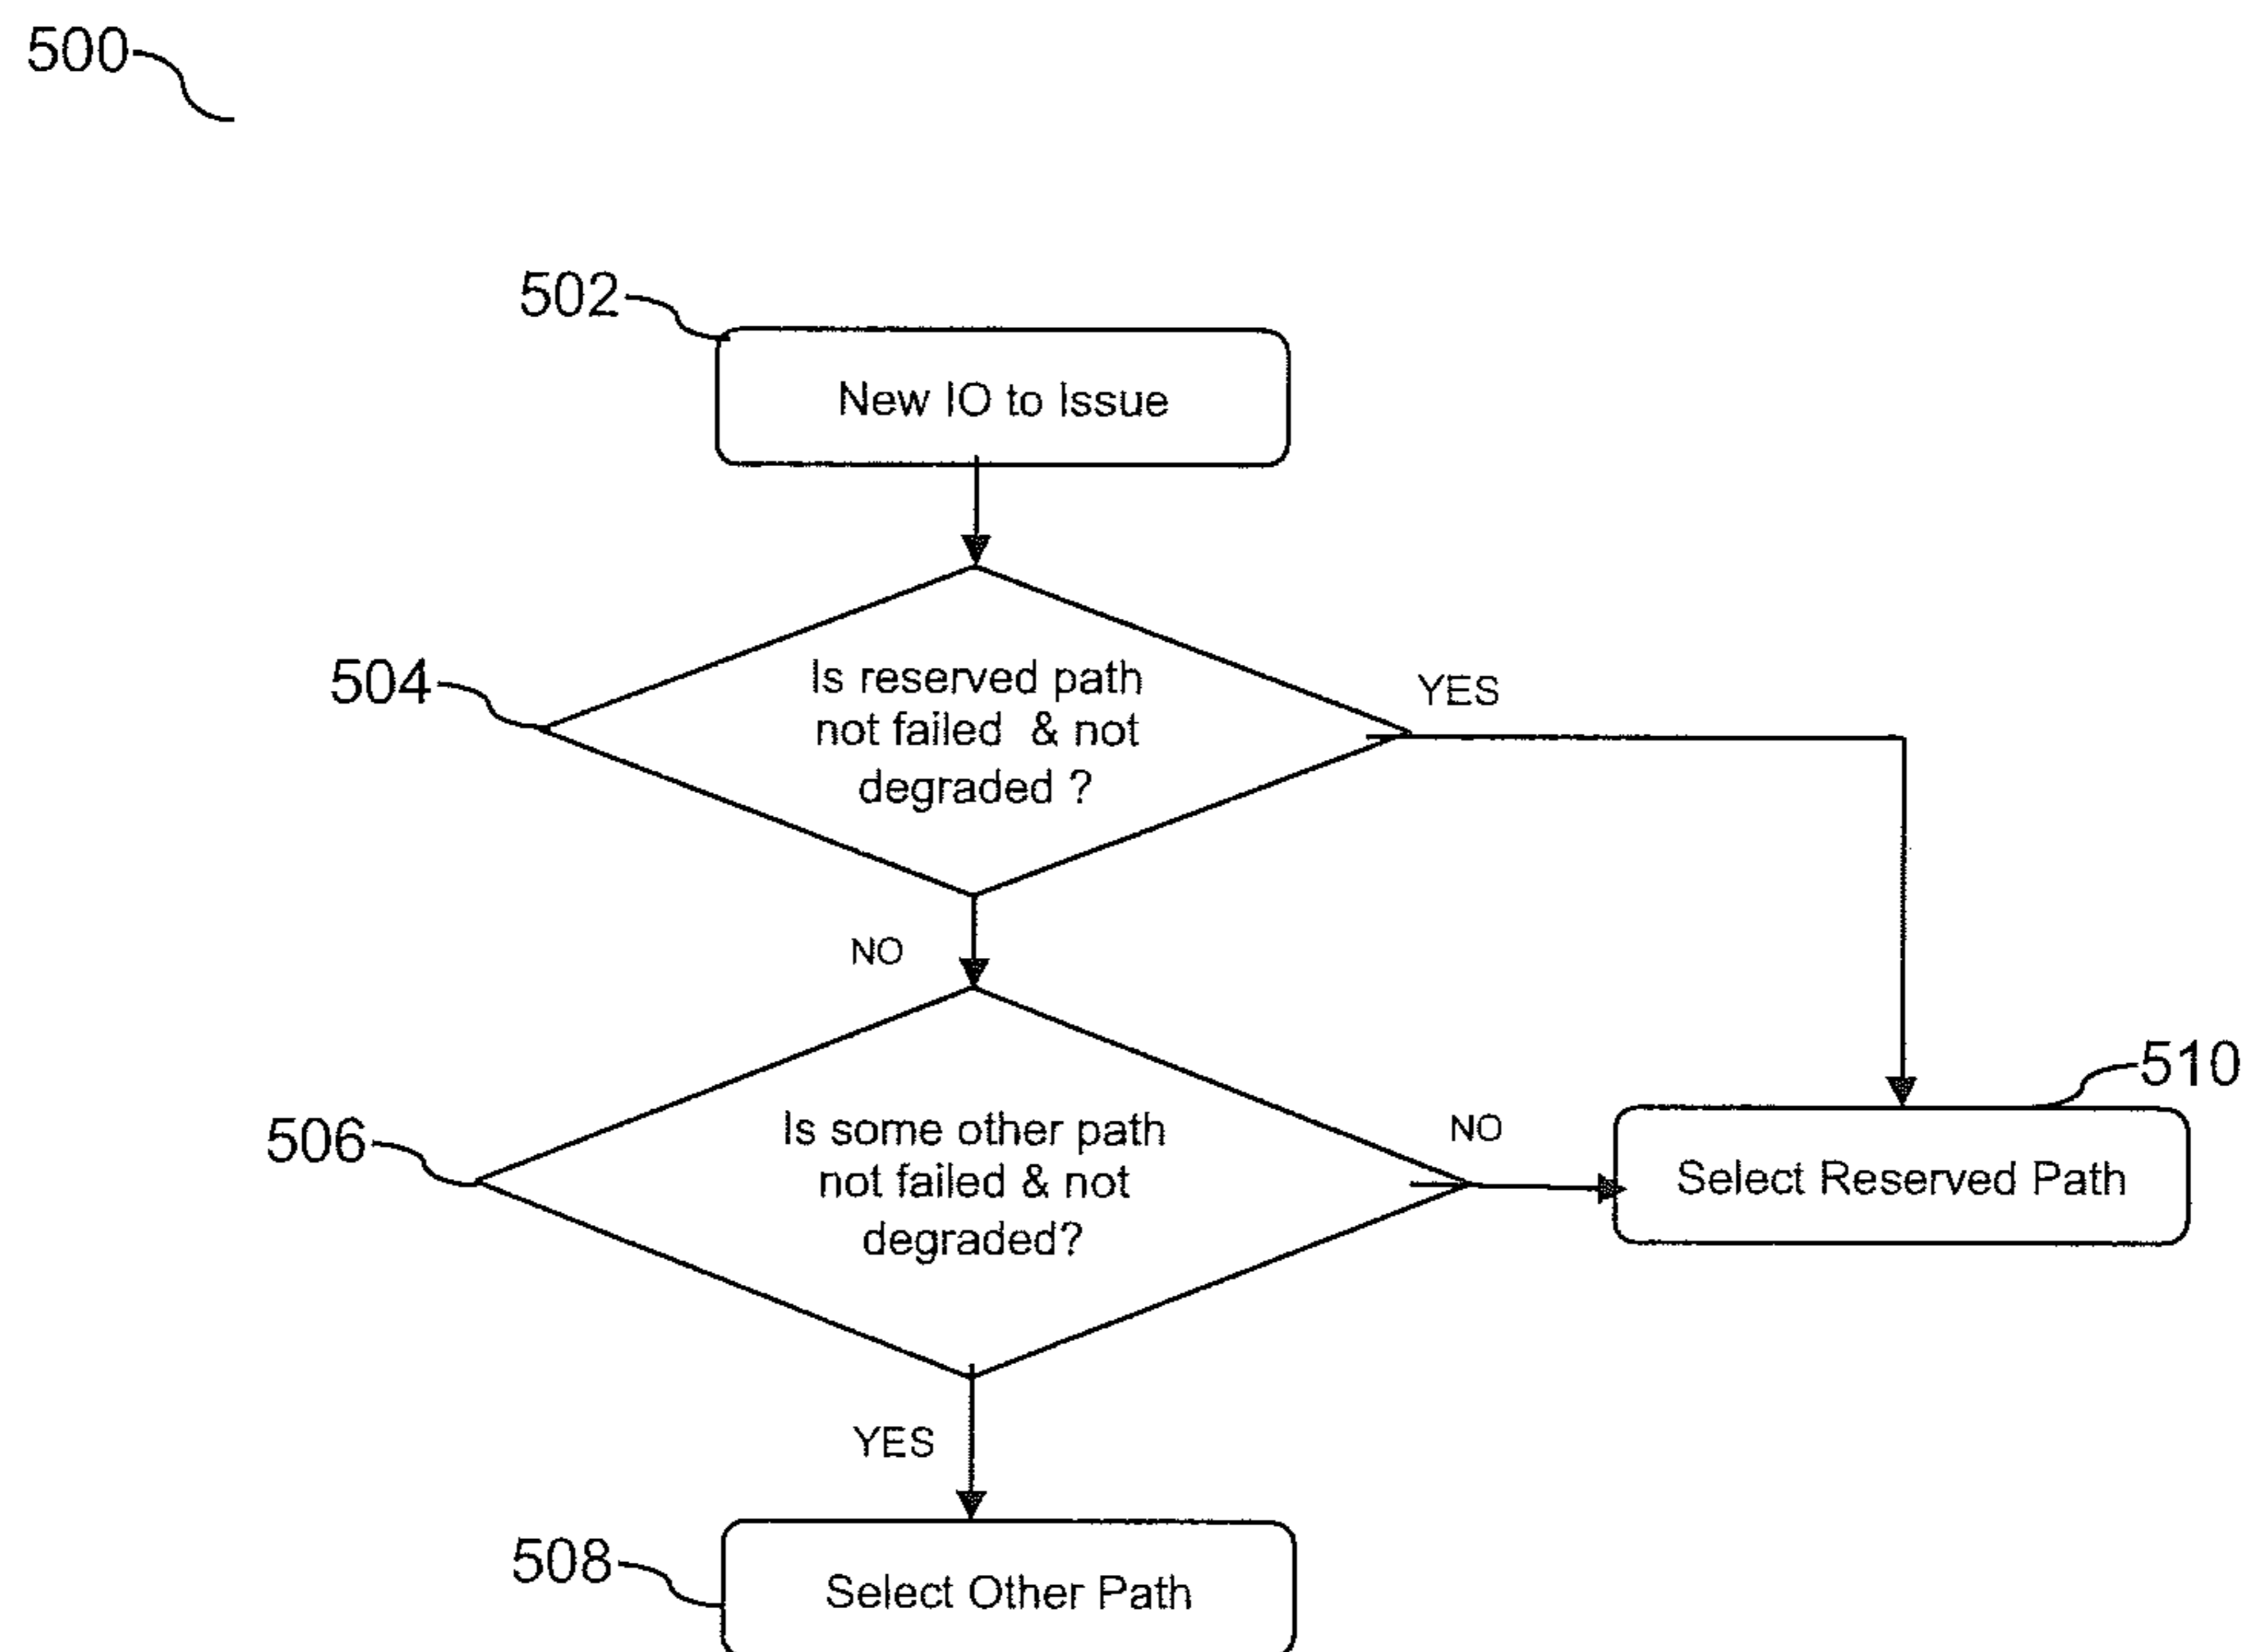 500
502
New IO to Issue
504
Is reserved path
not failed & not
degraded ?
YES
NO
506
Is some other path
not failed & not
degraded?
NO
510
Select Reserved Path
YES
508
Select Other Path